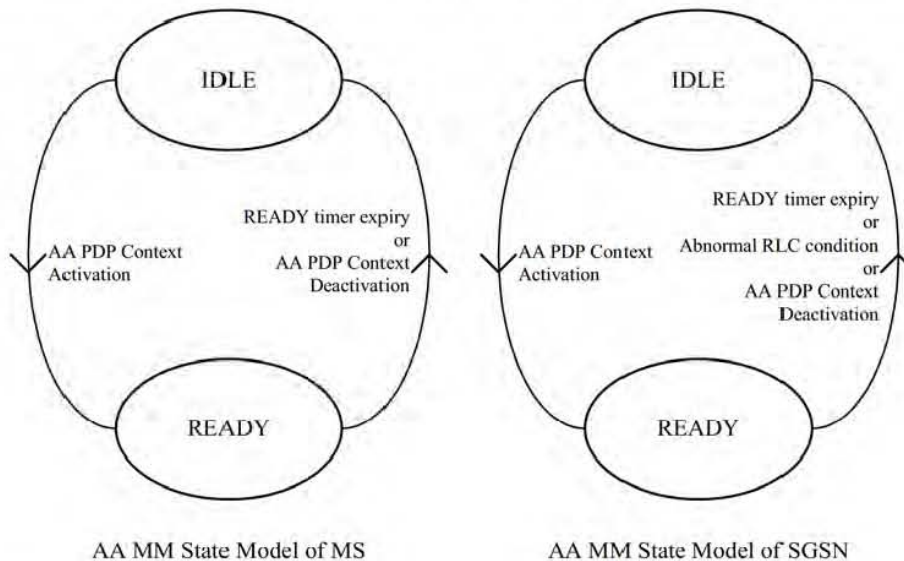 IDLE
AA PDP Context
Activation
READY timer expiry
or
AA PDP Context
Deactivation
READY
AA MM State Model of MS
IDLE
AA PDP Context
Activation
READY timer expiry
or
Abnormal RLC condition
or
AA PDP Context
Deactivation
READY
AA MM State Model of SGSN